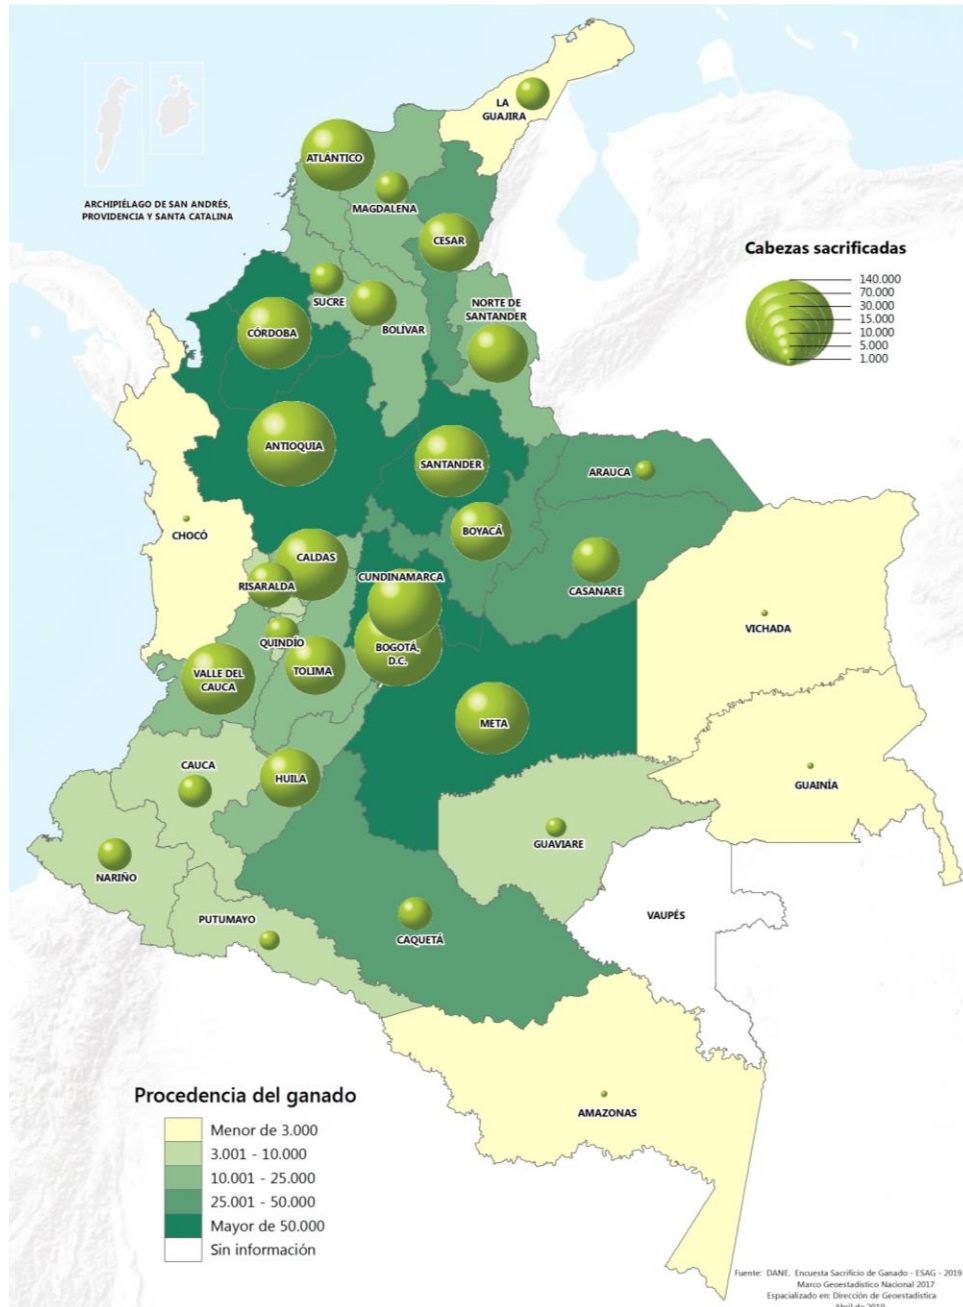 LA
GUAJIRA
ATLÁNTICO
MAGDALENA
ARCHIPIÉLAGO DE SAN ANDRÉS,
PROVIDENCIA Y SANTA CATALINA
CESAR
Cabezas sacrificadas
140.000
70.000
30.000
15.000
10.000
5.000
1.000
SUCRE
BOLÍVAR
NORTE DE
SANTANDER
CÓRDOBA
ANTIOQUIA
SANTANDER
ARAUCA
CHOCÓ
BOYACÁ
CALDAS
CUNDINAMARCA
RISARALDA
CASANARE
VICHADA
QUINDÍO
BOGOTÁ,
D.C.
TOLIMA
VALLE DEL
CAUCA
META
CAUCA
HUILA
GUAINÍA
GUAVIARE
NARIÑO
PUTUMAYO
CAQUETÁ
VAUPÉS
AMAZONAS
Procedencia del ganado
Menor de 3.000
3.001 - 10.000
10.001 - 25.000
25.001 - 50.000
Mayor de 50.000
Sin información
Fuente: DANE. Encuesta Sacrificio de Ganado - ESAG - 2019
Marco Geoestadístico Nacional 2017
Espacializado en: Dirección de Geoestadística
Abril de 2019